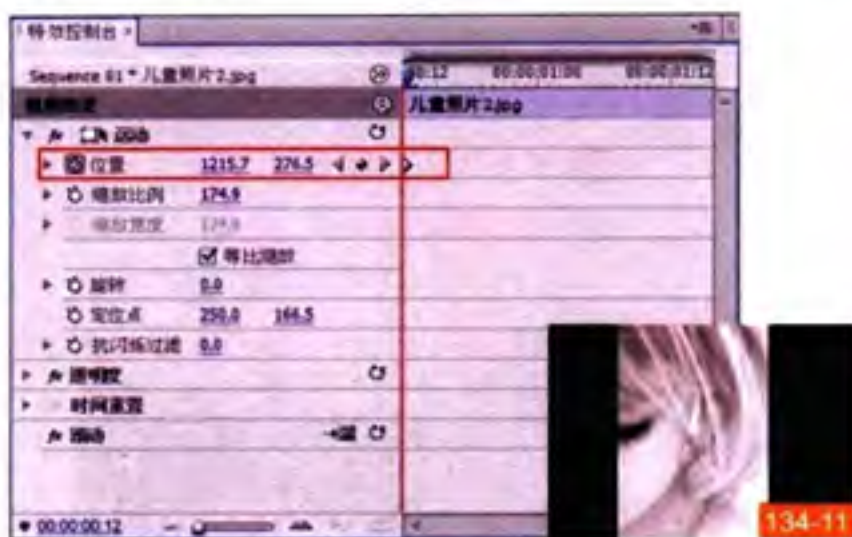 特效控制台 ×
Sequence 01 * 儿童照片2.jpg
00:12 00:00:01:00 00:00:01:12
儿童照片2.jpg
fx 运动
位置 1215.7 276.5
缩放比例 174.9
缩放宽度
等比缩放
旋转 0.0
定位点 250.0 166.5
抗闪烁过滤 0.0
fx 透明度
时间重置
fx
00:00:00:12
134-11